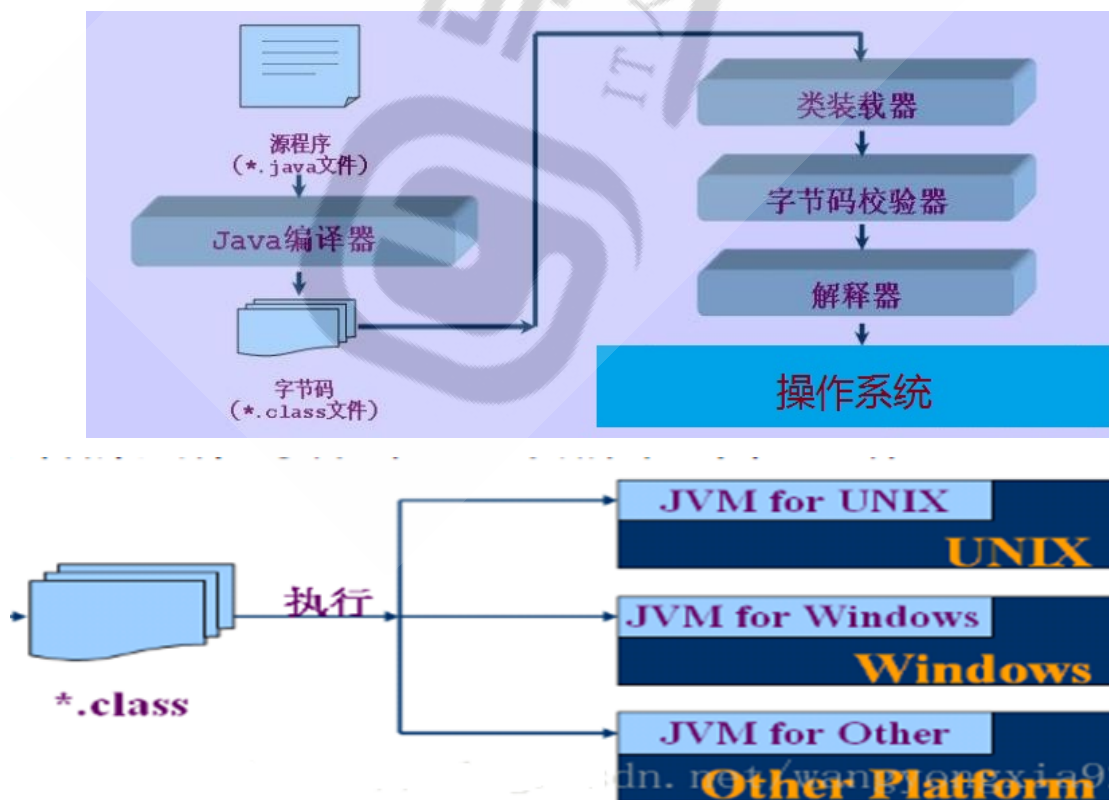 源程序
(*.java文件)
Java编译器
字节码
(*.class文件)
类装载器
字节码校验器
解释器
操作系统
IT
*.class
执行
JVM for UNIX
UNIX
JVM for Windows
Windows
JVM for Other
Other Platform